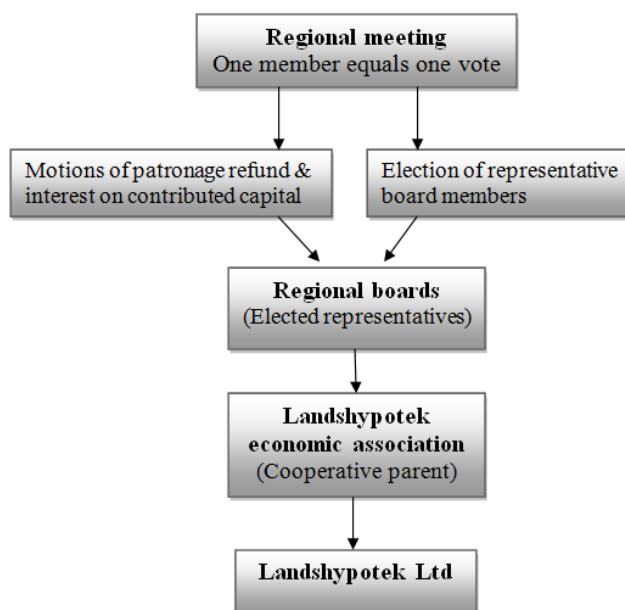 Regional meeting
One member equals one vote
Motions of patronage refund &
interest on contributed capital
Election of representative
board members
Regional boards
(Elected representatives)
Landshypotek
economic association
(Cooperative parent)
Landshypotek Ltd